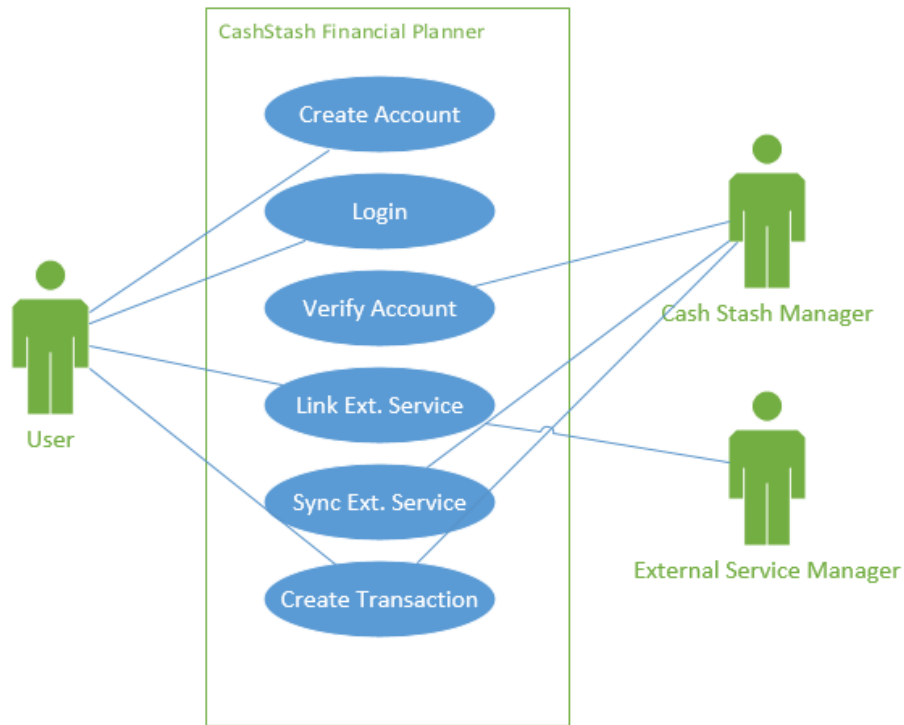 CashStash Financial Planner
Create Account
Login
Verify Account
Cash Stash Manager
Link Ext. Service
User
Sync Ext. Service
External Service Manager
Create Transaction